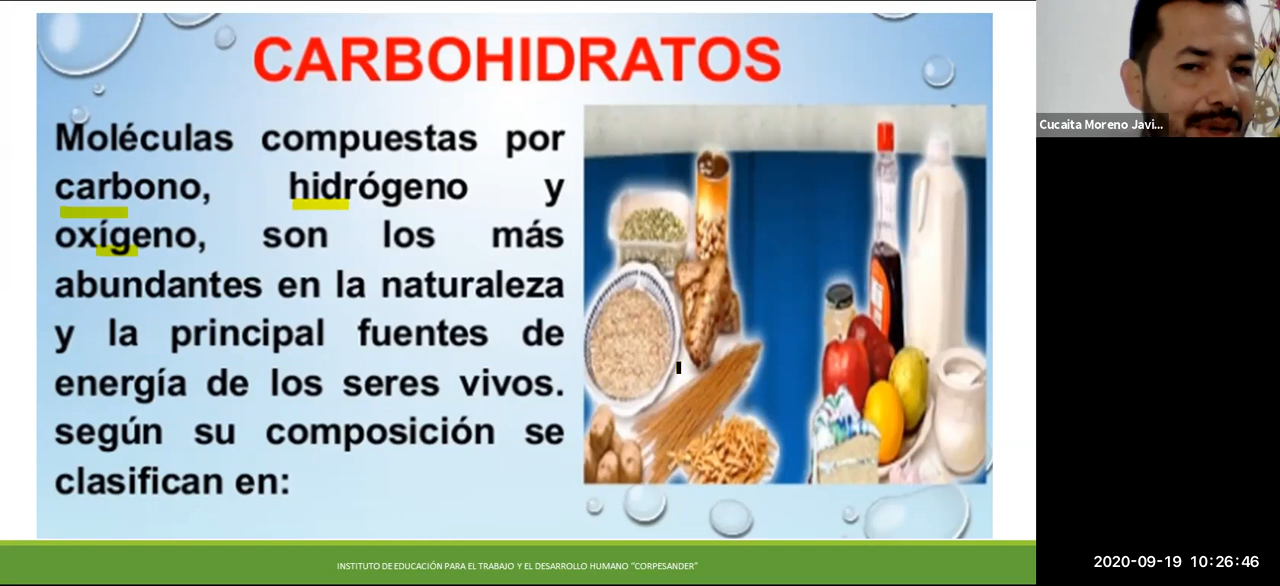 CARBOHIDRATOS
Moléculas compuestas por
carbono, hidrógeno y
oxígeno, son los más
abundantes en la naturaleza
y la principal fuentes de
energía de los seres vivos.
según su composición se
clasifican en:
Cucaita Moreno Javi...
INSTITUTO DE EDUCACIÓN PARA EL TRABAJO Y EL DESARROLLO HUMANO “CORPESANDER”
2020-09-19 10:26:46